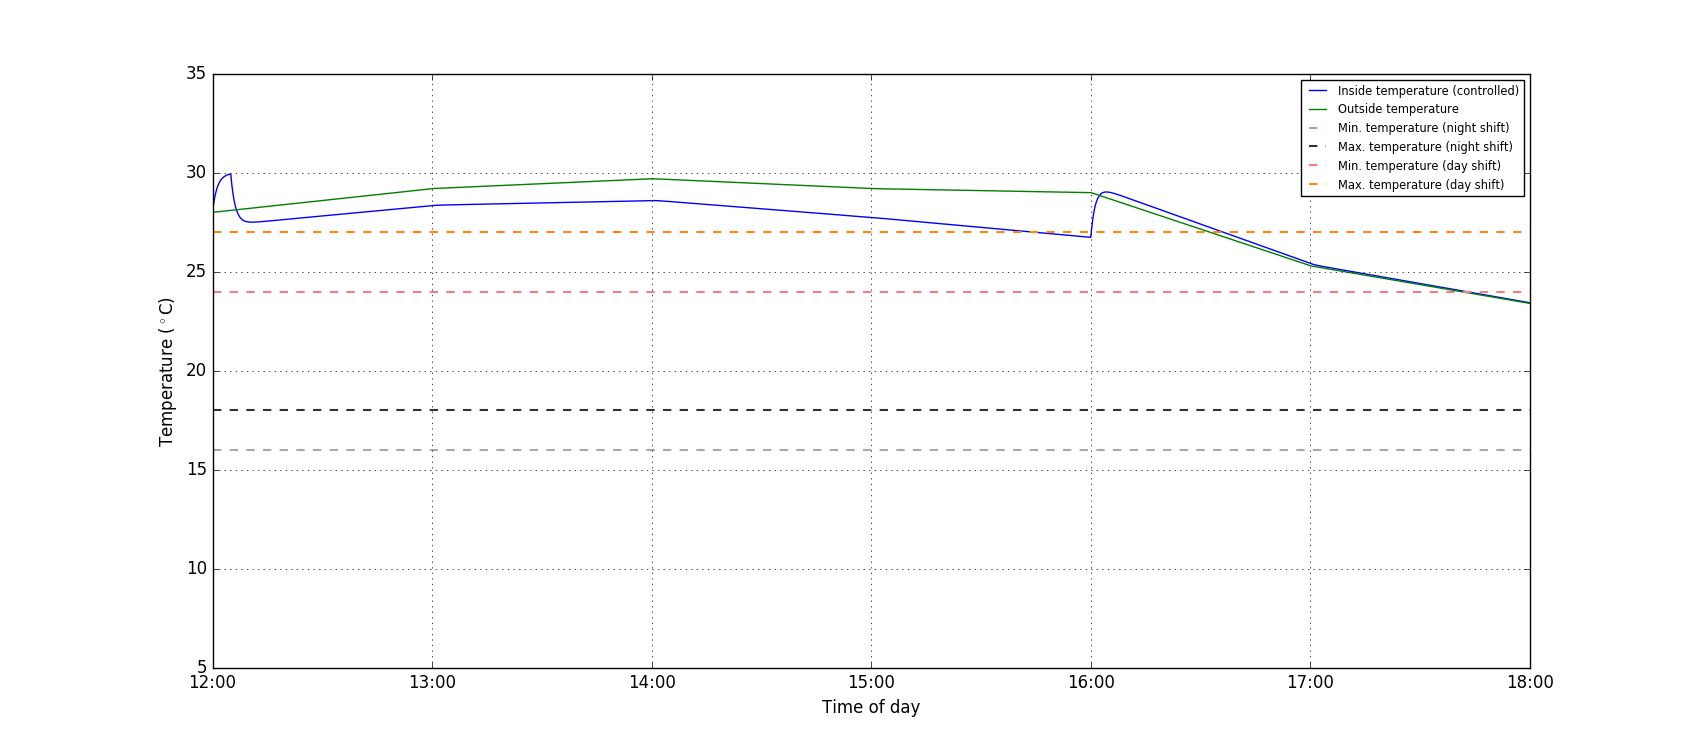 35
30
25
20
15
10
5
Temperature (°C)
12:00 13:00 14:00 15:00 16:00 17:00 18:00
Time of day
Inside temperature (controlled)
Outside temperature
Min. temperature (night shift)
Max. temperature (night shift)
Min. temperature (day shift)
Max. temperature (day shift)